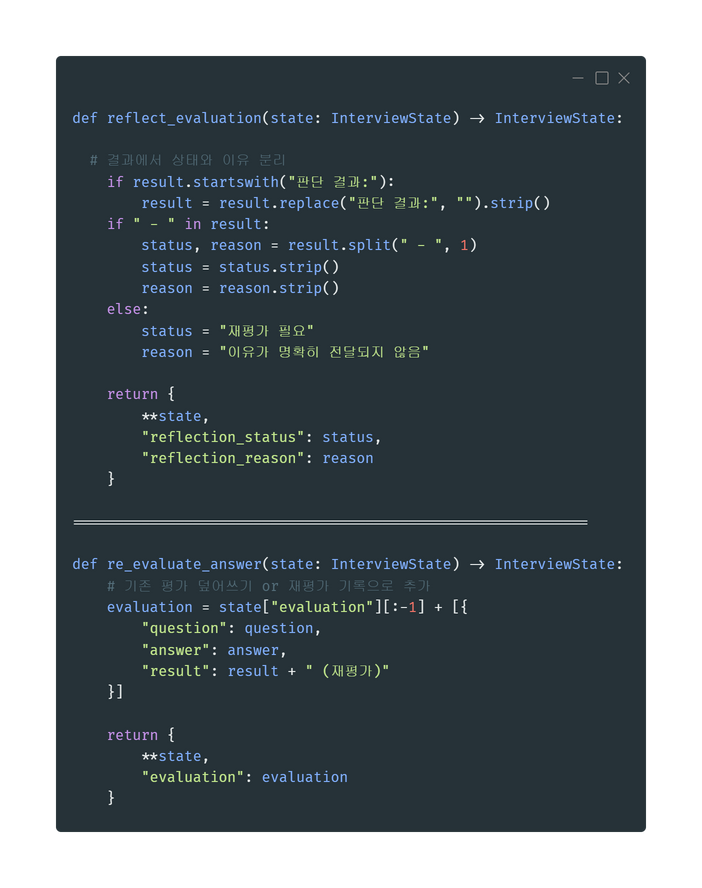 def reflect_evaluation(state: InterviewState) -> InterviewState:
  # 결과에서 상태와 이유 분리
    if result.startswith("판단 결과:"):
        result = result.replace("판단 결과:", "").strip()
    if " - " in result:
        status, reason = result.split(" - ", 1)
        status = status.strip()
        reason = reason.strip()
    else:
        status = "재평가 필요"
        reason = "이유가 명확히 전달되지 않음"
    return {
        **state,
        "reflection_status": status,
        "reflection_reason": reason
    }
============================================================
def re_evaluate_answer(state: InterviewState) -> InterviewState:
    # 기존 평가 덮어쓰기 or 재평가 기록으로 추가
    evaluation = state["evaluation"][:-1] + [{
        "question": question,
        "answer": answer,
        "result": result + " (재평가)"
    }]
    return {
        **state,
        "evaluation": evaluation
    }